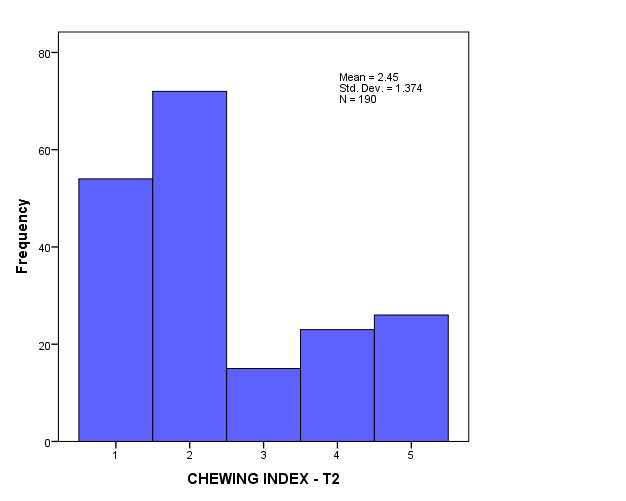 80
Mean = 2.45
Std. Dev. = 1.374
N = 190
60
Frequency
40
20
0
1 2 3 4 5
CHEWING INDEX - T2